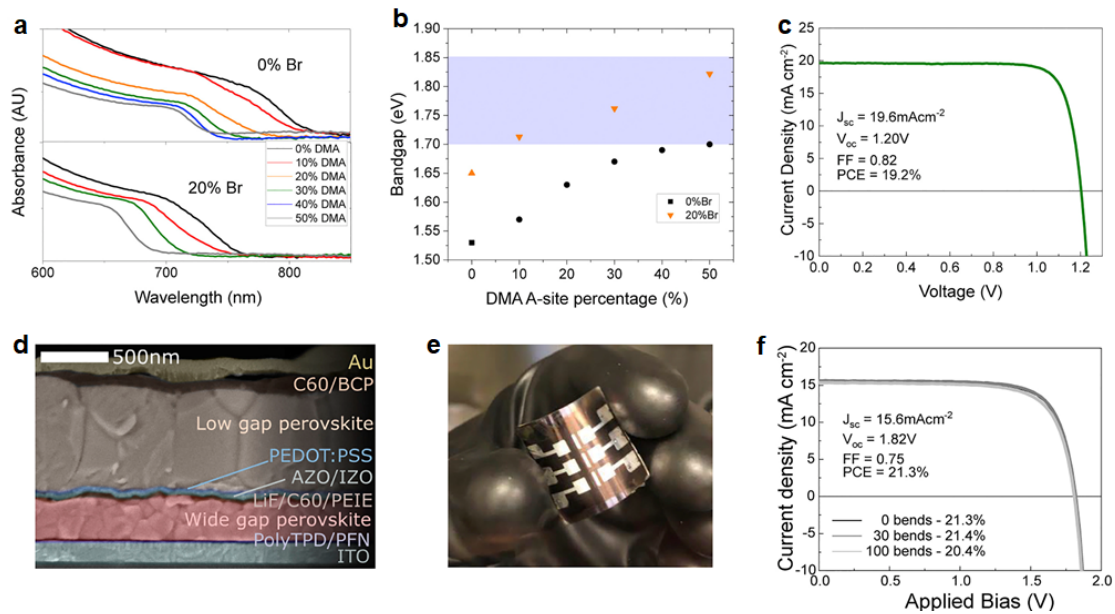 a
0% Br
20% Br
0% DMA
10% DMA
20% DMA
30% DMA
40% DMA
50% DMA
Absorbance (AU)
600
700
800
Wavelength (nm)
b
1.90
1.85
1.80
1.75
1.70
1.65
1.60
1.55
1.50
Bandgap (eV)
0%Br
20%Br
0
10
20
30
40
50
DMA A-site percentage (%)
c
25
20
15
10
5
0
-5
-10
Current Density (mA cm-2)
Jsc = 19.6mAcm-2
Voc = 1.20V
FF = 0.82
PCE = 19.2%
0.0
0.2
0.4
0.6
0.8
1.0
1.2
Voltage (V)
d
500nm
Au
C60/BCP
Low gap perovskite
PEDOT:PSS
AZO/IZO
LiF/C60/PEIE
Wide gap perovskite
PolyTPD/PFN
ITO
e
f
25
20
15
10
5
0
-5
-10
Current density (mA cm-2)
Jsc = 15.6mAcm-2
Voc = 1.82V
FF = 0.75
PCE = 21.3%
0 bends - 21.3%
30 bends - 21.4%
100 bends - 20.4%
0.0
0.5
1.0
1.5
2.0
Applied Bias (V)